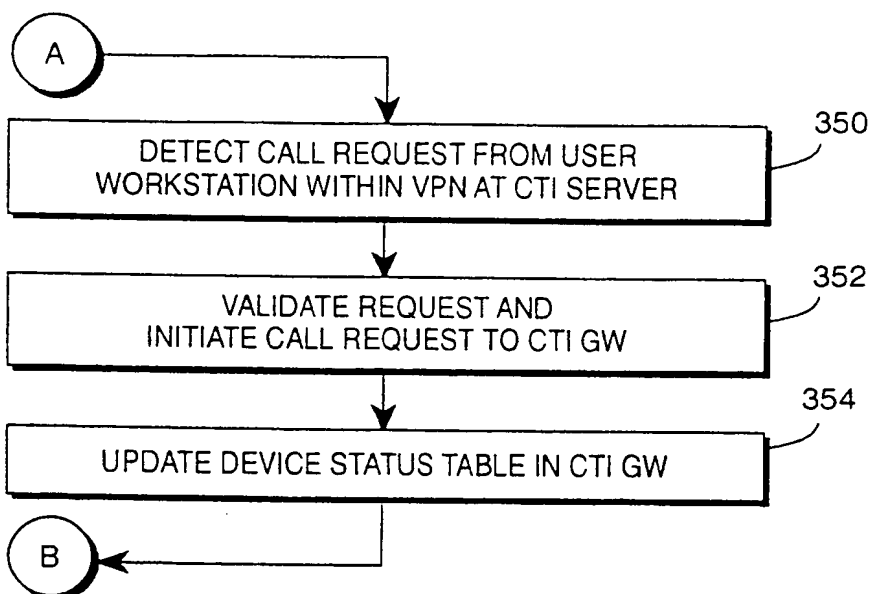 A
350
DETECT CALL REQUEST FROM USER
WORKSTATION WITHIN VPN AT CTI SERVER
352
VALIDATE REQUEST AND
INITIATE CALL REQUEST TO CTI GW
354
UPDATE DEVICE STATUS TABLE IN CTI GW
B